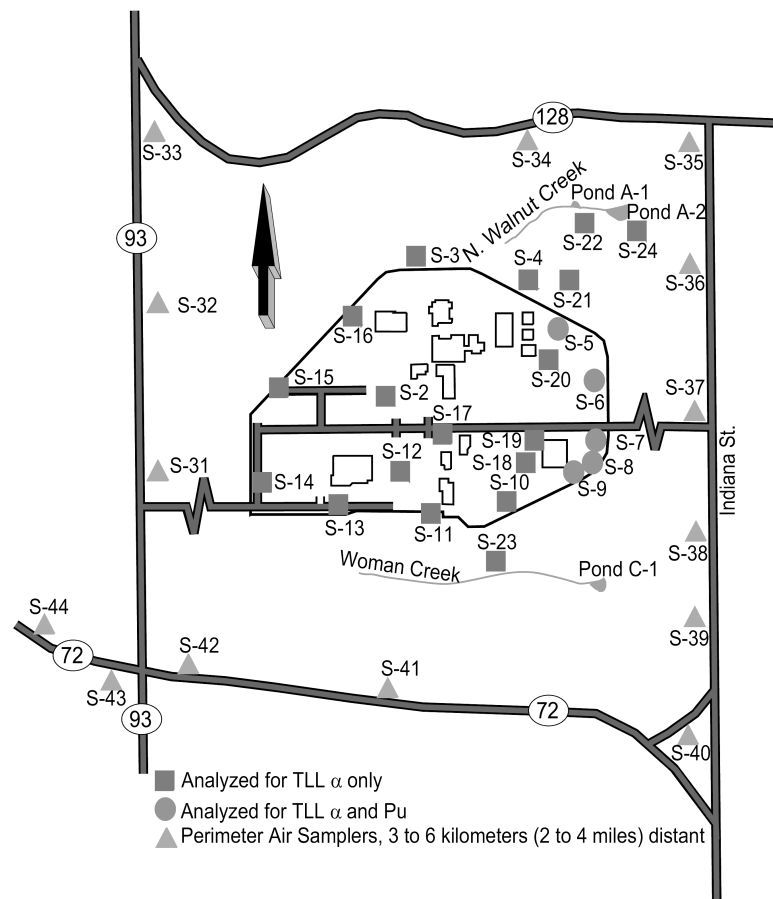 128
S-33
S-34
S-35
N. Walnut Creek
Pond A-1
Pond A-2
S-22
S-24
93
S-3
S-4
S-21
S-36
S-32
S-16
S-5
S-20
S-15
S-2
S-6
S-37
S-17
S-19
S-7
S-31
S-12
S-18
S-8
S-14
S-10
S-9
Indiana St.
S-13
S-11
S-23
S-38
Woman Creek
Pond C-1
S-44
S-39
72
S-42
S-41
S-43
93
72
S-40
Analyzed for TLL α only
Analyzed for TLL α and Pu
Perimeter Air Samplers, 3 to 6 kilometers (2 to 4 miles) distant